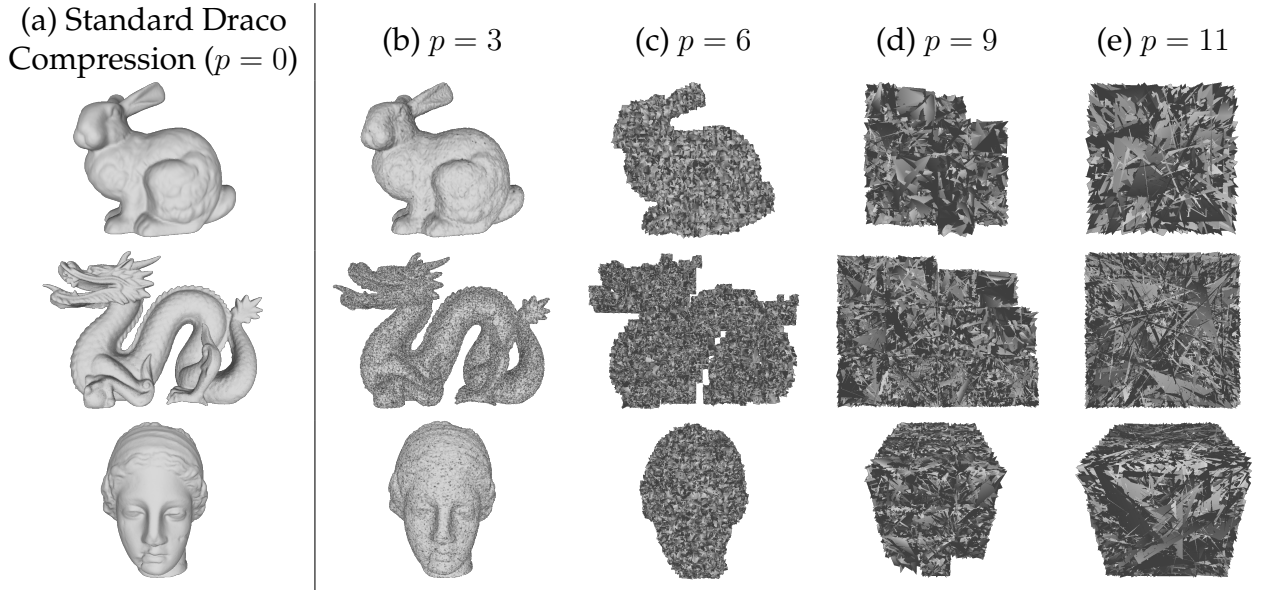 (a) Standard Draco
Compression (p = 0)
(b) p = 3
(c) p = 6
(d) p = 9
(e) p = 11